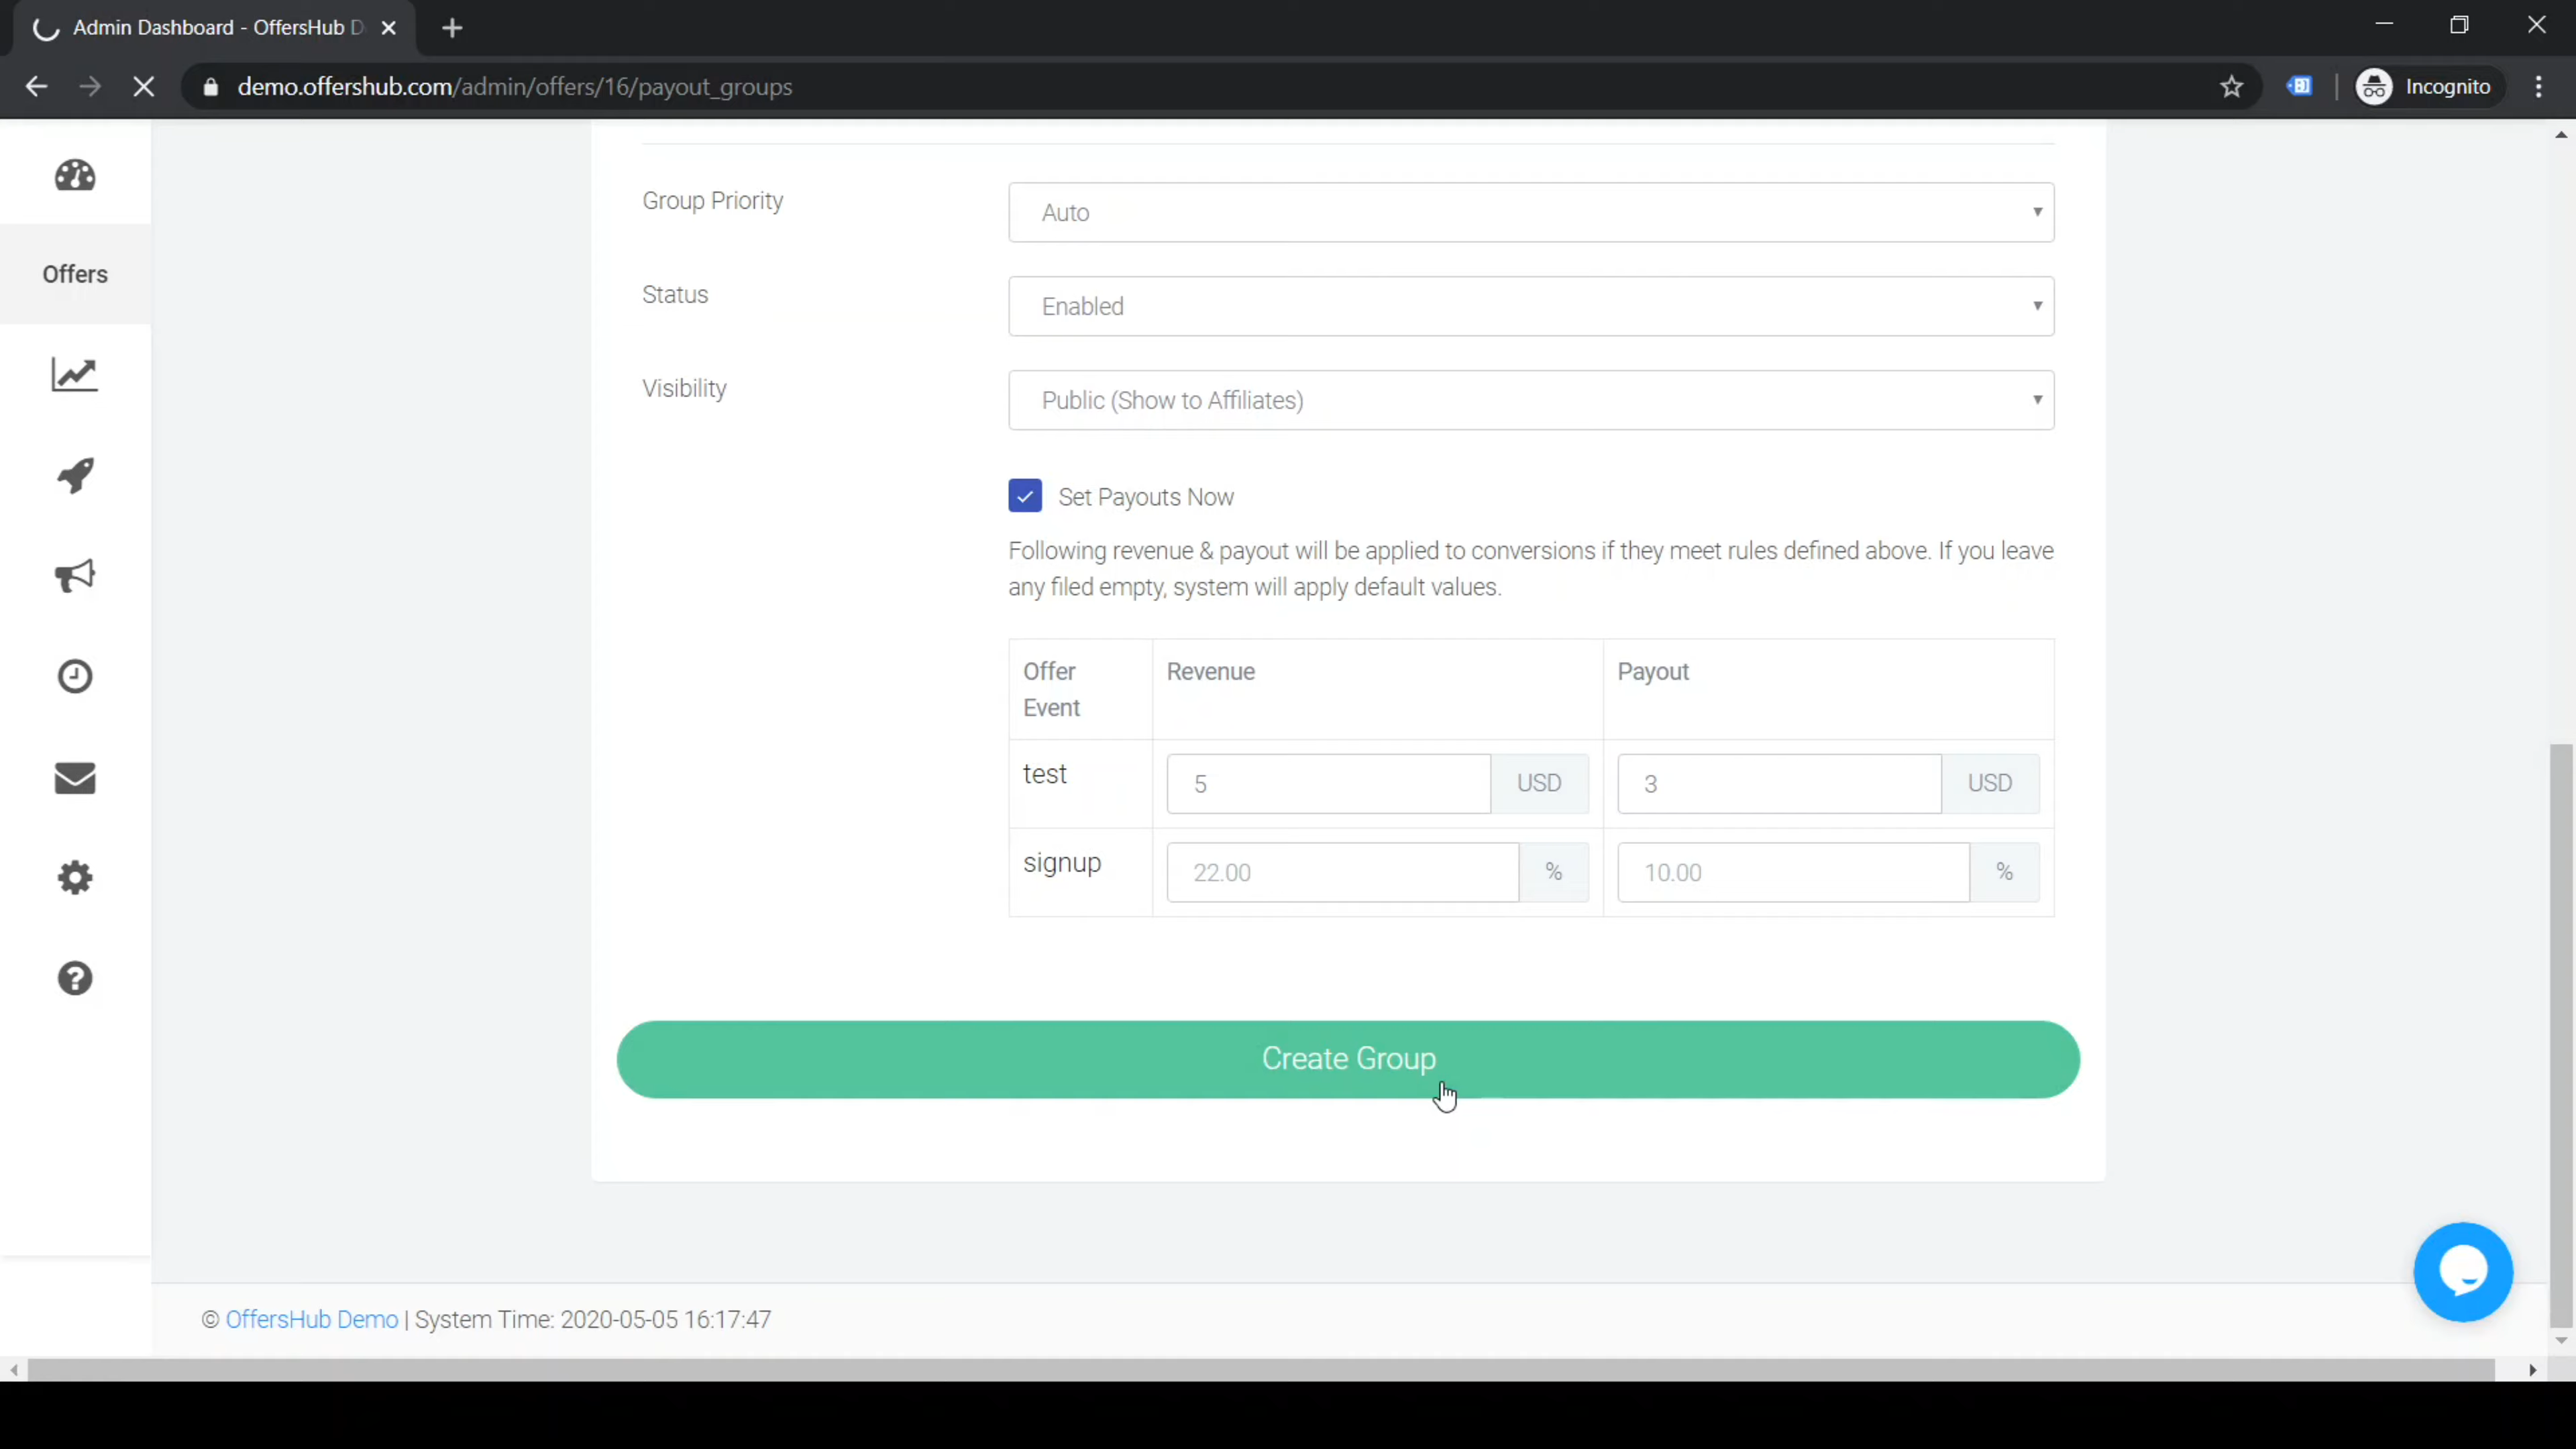 Admin Dashboard - OffersHub D
demo.offershub.com/admin/offers/16/payout_groups
Incognito
Group Priority
Auto
Offers
Status
Enabled
Visibility
Public (Show to Affiliates)
Set Payouts Now
Following revenue & payout will be applied to conversions if they meet rules defined above. If you leave
any filed empty, system will apply default values.
Offer Event
Revenue
Payout
test
5
USD
3
USD
signup
22.00
%
10.00
%
Create Group
© OffersHub Demo | System Time: 2020-05-05 16:17:47